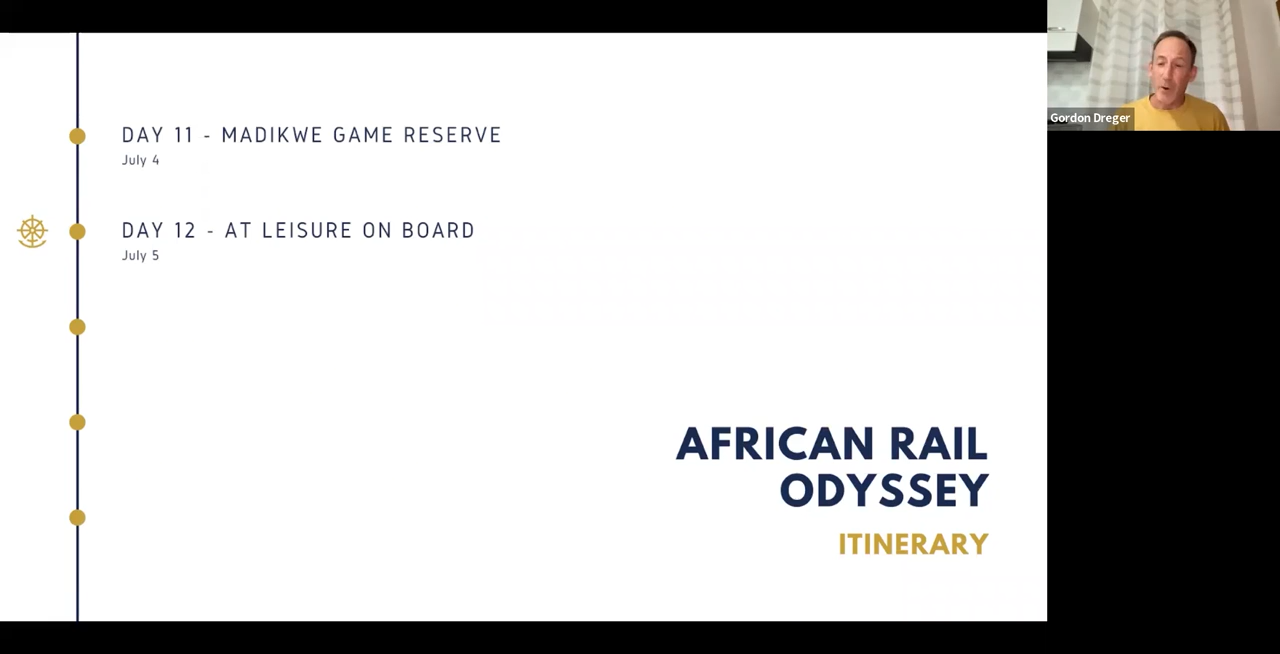 DAY 11 - MADIKWE GAME RESERVE
July 4
DAY 12 - AT LEISURE ON BOARD
July 5
AFRICAN RAIL
ODYSSEY
ITINERARY
Gordon Dreger